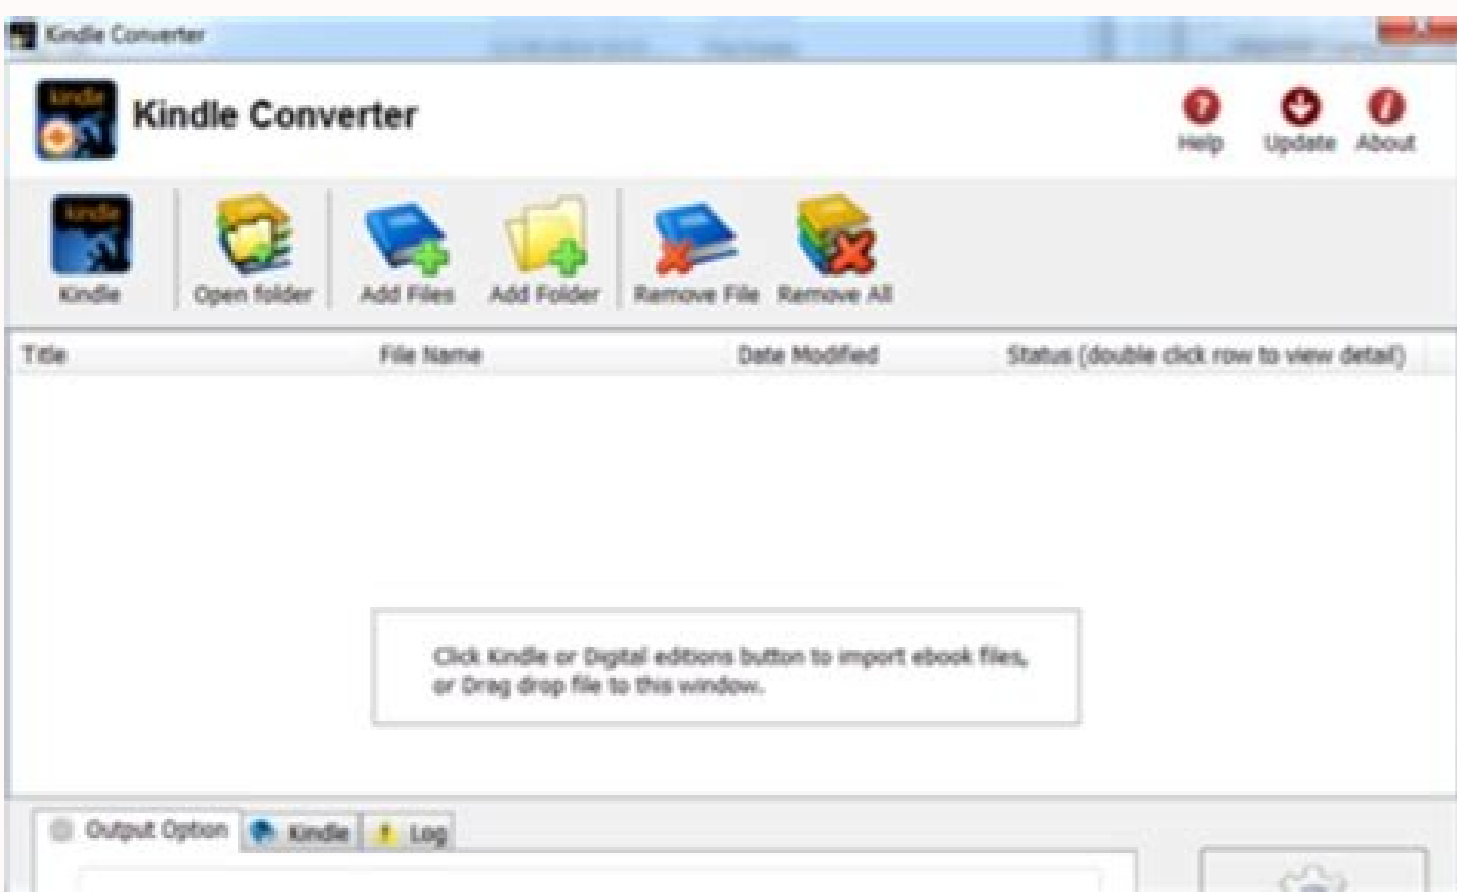 Kindle Converter
kindle
Kindle Converter
Help Update About
kindle
Kindle Open folder Add Files Add Folder Remove File Remove All
Title File Name Date Modified Status (double click row to view detail)
Click Kindle or Digital editions button to import ebook files,
or Drag drop file to this window.
Output Option Kindle Log